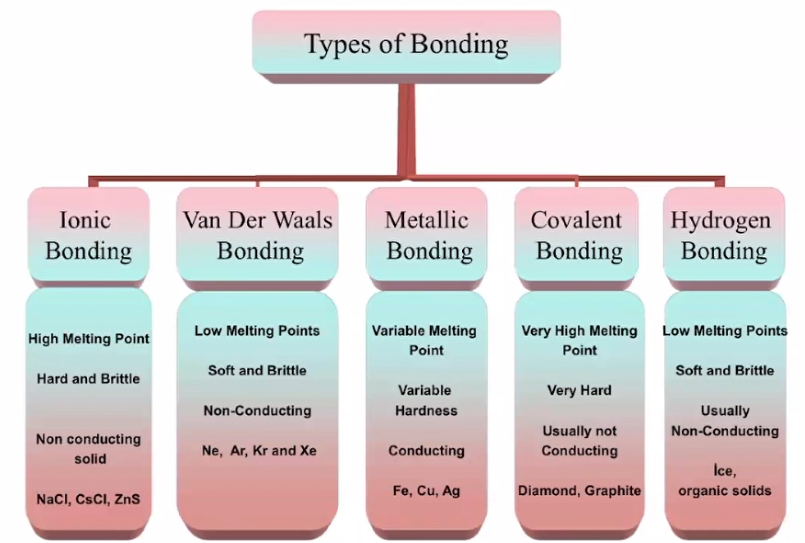 Types of Bonding
Ionic
Bonding
High Melting Point
Hard and Brittle
Non conducting
solid
NaCl, CsCl, ZnS
Van Der Waals
Bonding
Low Melting Points
Soft and Brittle
Non-Conducting
Ne, Ar, Kr and Xe
Metallic
Bonding
Variable Melting
Point
Variable
Hardness
Conducting
Fe, Cu, Ag
Covalent
Bonding
Very High Melting
Point
Very Hard
Usually not
Conducting
Diamond, Graphite
Hydrogen
Bonding
Low Melting Points
Soft and Brittle
Usually
Non-Conducting
İce,
organic solids